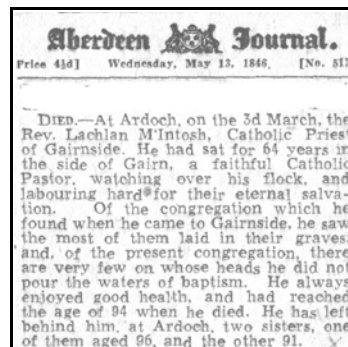 Aberdeen Journal.
Price 4½d] Wednesday, May 13, 1846. [No. 51
DIED.—At Ardoch, on the 3d March, the
Rev. Lachlan M'Intosh, Catholic Priest
of Gairnside. He had sat for 64 years in
the side of Gairn, a faithful Catholic
Pastor, watching over his flock, and
labouring hard for their eternal salva-
tion. Of the congregation which he
found when he came to Gairnside, he saw
the most of them laid in their graves,
and, of the present congregation, there
are very few on whose heads he did not
pour the waters of baptism. He always
enjoyed good health, and had reached
the age of 94 when he died. He has left
behind him, at Ardoch, two sisters, one
of them aged 96, and the other 91.